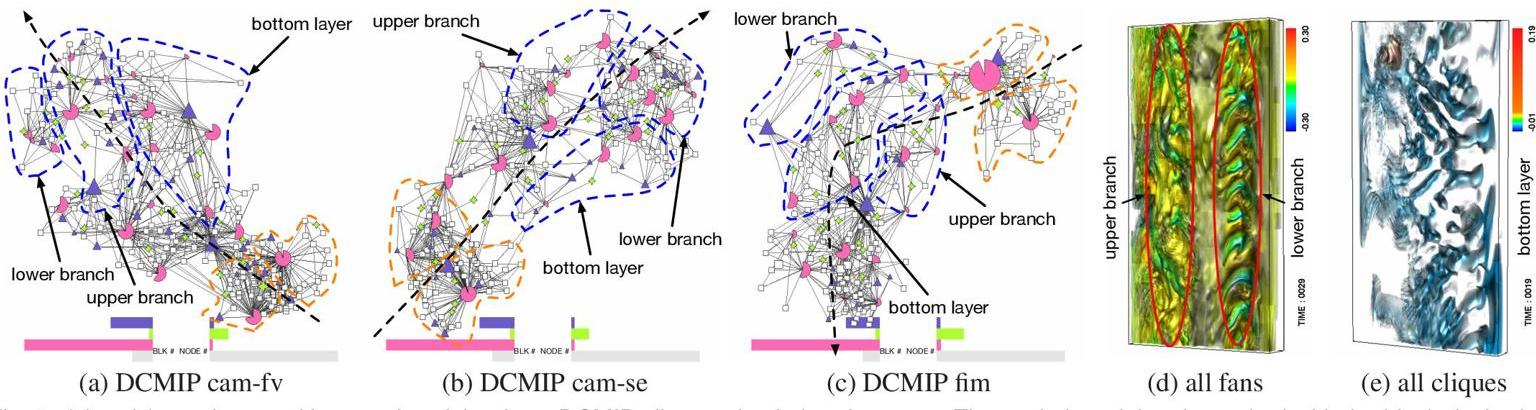 bottom layer
lower branch
upper branch
BLK # NODE #
(a) DCMIP cam-fv
upper branch
lower branch
bottom layer
BLK # NODE #
(b) DCMIP cam-se
lower branch
upper branch
bottom layer
BLK # NODE #
(c) DCMIP fim
upper branch
lower branch
0.30
-0.30
TIME : 0029
(d) all fans
0.19
-0.01
bottom layer
TIME : 0019
(e) all cliques